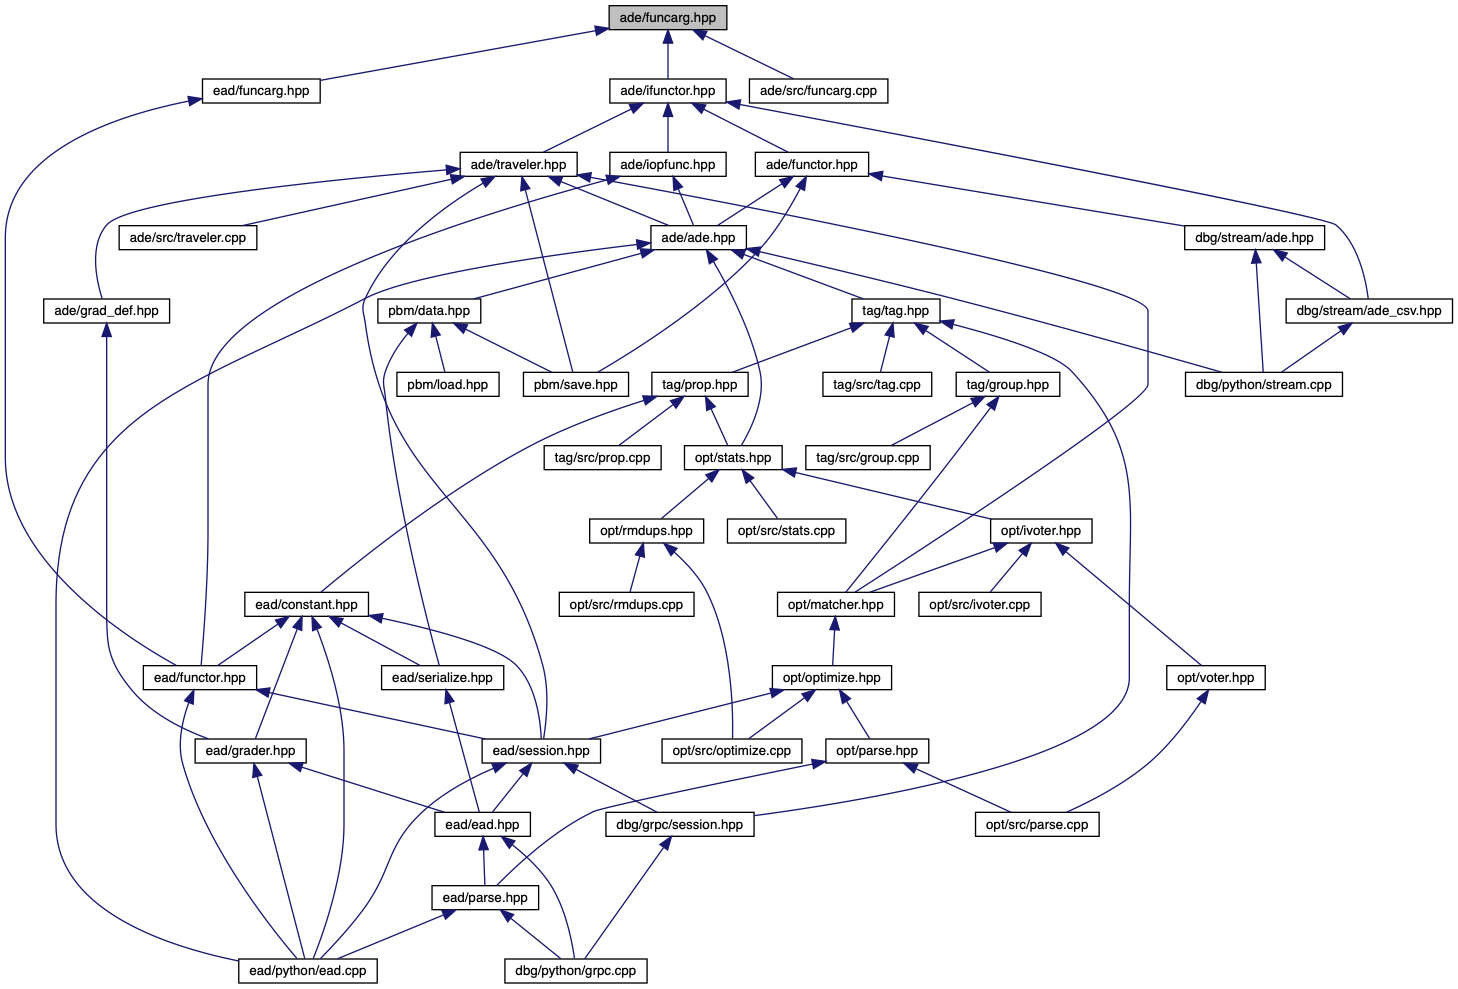 ade/funcarg.hpp
ead/funcarg.hpp
ade/ifunctor.hpp
ade/src/funcarg.cpp
ade/traveler.hpp
ade/iopfunc.hpp
ade/functor.hpp
ade/src/traveler.cpp
ade/ade.hpp
dbg/stream/ade.hpp
ade/grad_def.hpp
pbm/data.hpp
tag/tag.hpp
dbg/stream/ade_csv.hpp
pbm/load.hpp
pbm/save.hpp
tag/prop.hpp
tag/src/tag.cpp
tag/group.hpp
dbg/python/stream.cpp
tag/src/prop.cpp
opt/stats.hpp
tag/src/group.cpp
opt/rmdups.hpp
opt/src/stats.cpp
opt/ivoter.hpp
ead/constant.hpp
opt/src/rmdups.cpp
opt/matcher.hpp
opt/src/ivoter.cpp
ead/functor.hpp
ead/serialize.hpp
opt/optimize.hpp
opt/voter.hpp
ead/grader.hpp
ead/session.hpp
opt/src/optimize.cpp
opt/parse.hpp
ead/ead.hpp
dbg/grpc/session.hpp
opt/src/parse.cpp
ead/parse.hpp
ead/python/ead.cpp
dbg/python/grpc.cpp